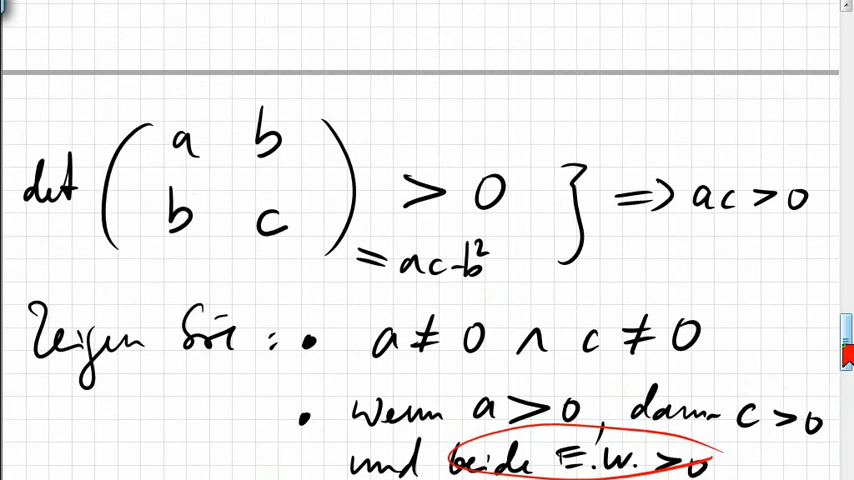 det ( a b
b c ) > 0 } => ac > 0
= ac - b²
Zeigen Sie : • a ≠ 0 ∧ c ≠ 0
• Wenn a > 0, dann c > 0
und beide E.W. > 0